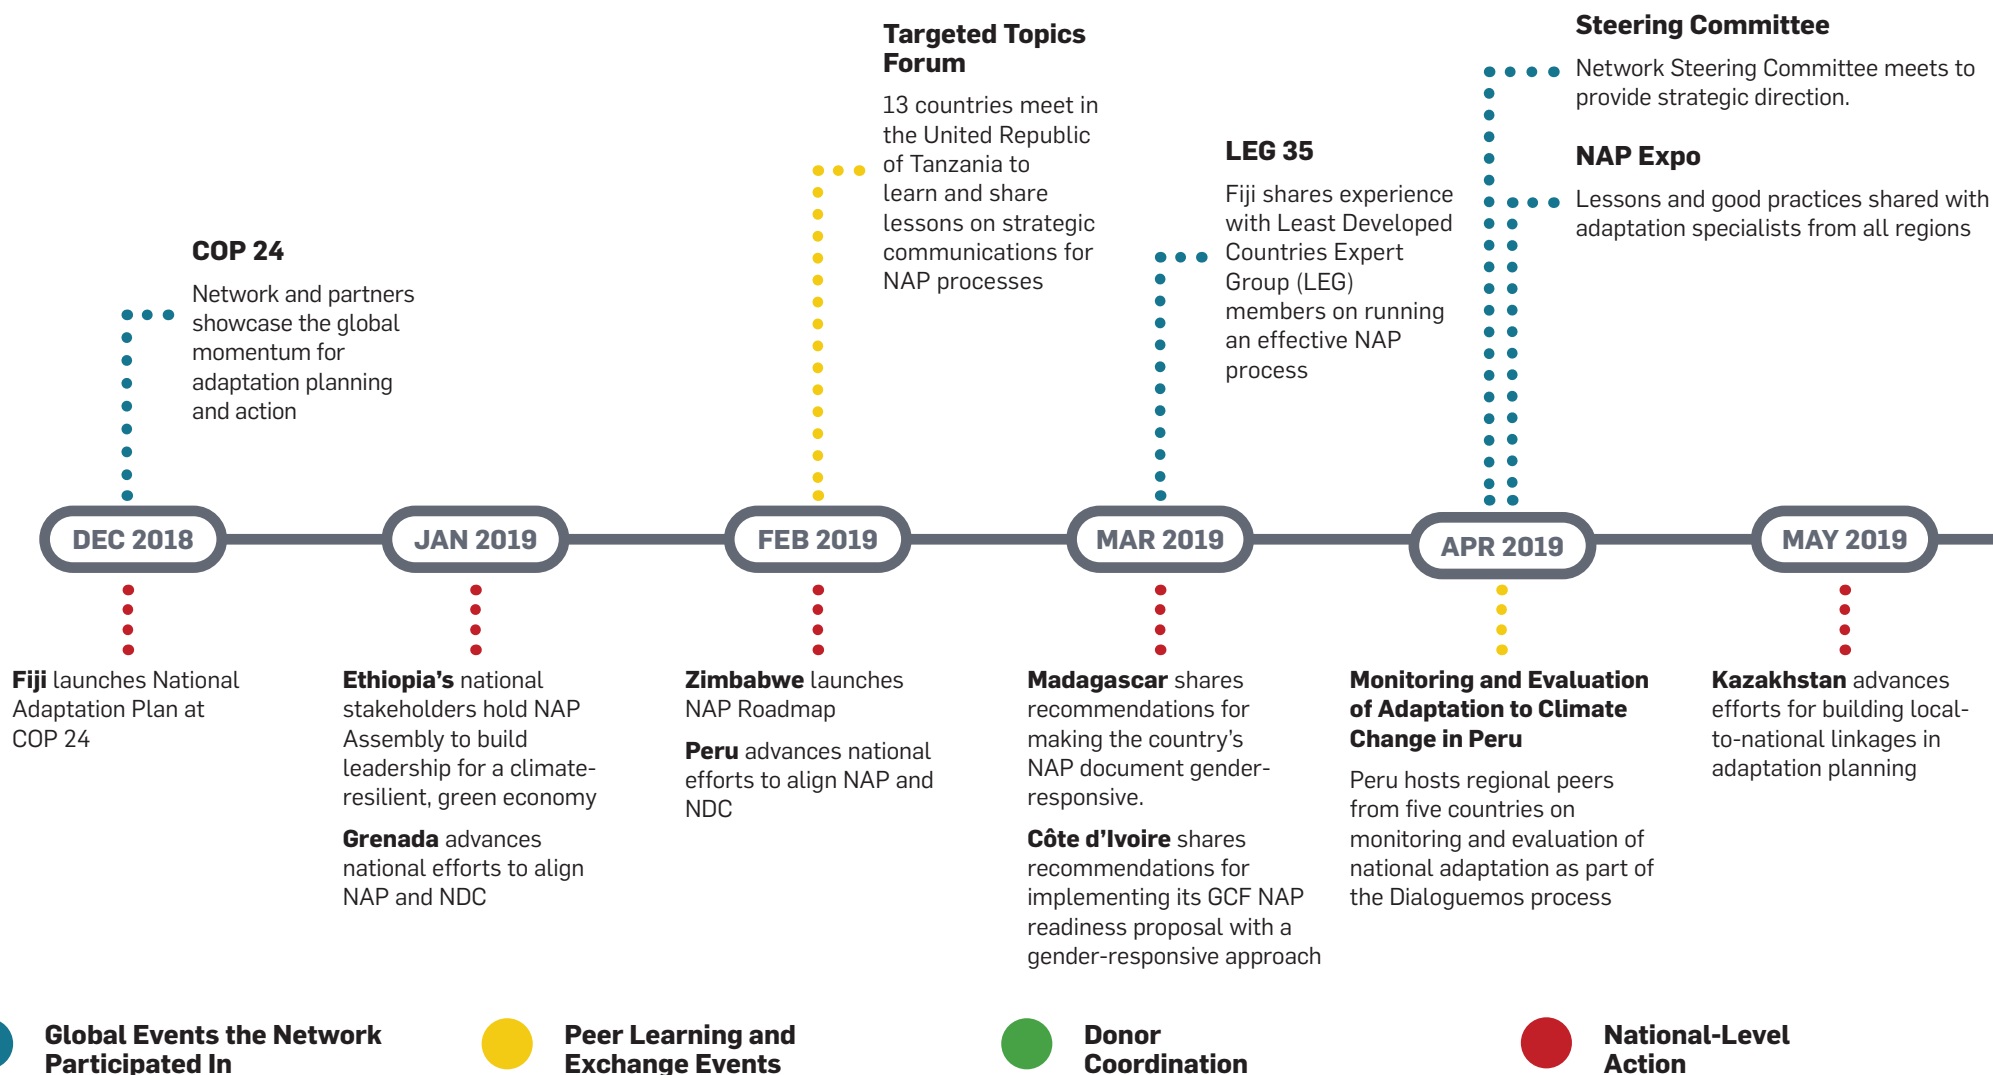 Targeted Topics
Forum
13 countries meet in
the United Republic
of Tanzania to
learn and share
lessons on strategic
communications for
NAP processes
Steering Committee
Network Steering Committee meets to
provide strategic direction.
NAP Expo
Lessons and good practices shared with
adaptation specialists from all regions
LEG 35
Fiji shares experience
with Least Developed
Countries Expert
Group (LEG)
members on running
an effective NAP
process
COP 24
Network and partners
showcase the global
momentum for
adaptation planning
and action
DEC 2018
JAN 2019
FEB 2019
MAR 2019
APR 2019
MAY 2019
Fiji launches National
Adaptation Plan at
COP 24
Ethiopia's national
stakeholders hold NAP
Assembly to build
leadership for a climate-
resilient, green economy
Grenada advances
national efforts to align
NAP and NDC
Zimbabwe launches
NAP Roadmap
Peru advances national
efforts to align NAP and
NDC
Madagascar shares
recommendations for
making the country's
NAP document gender-
responsive.
Côte d'Ivoire shares
recommendations for
implementing its GCF NAP
readiness proposal with a
gender-responsive approach
Monitoring and Evaluation
of Adaptation to Climate
Change in Peru
Peru hosts regional peers
from five countries on
monitoring and evaluation of
national adaptation as part of
the Dialoguemos process
Kazakhstan advances
efforts for building local-
to-national linkages in
adaptation planning
Global Events the Network
Participated In
Peer Learning and
Exchange Events
Donor
Coordination
National-Level
Action